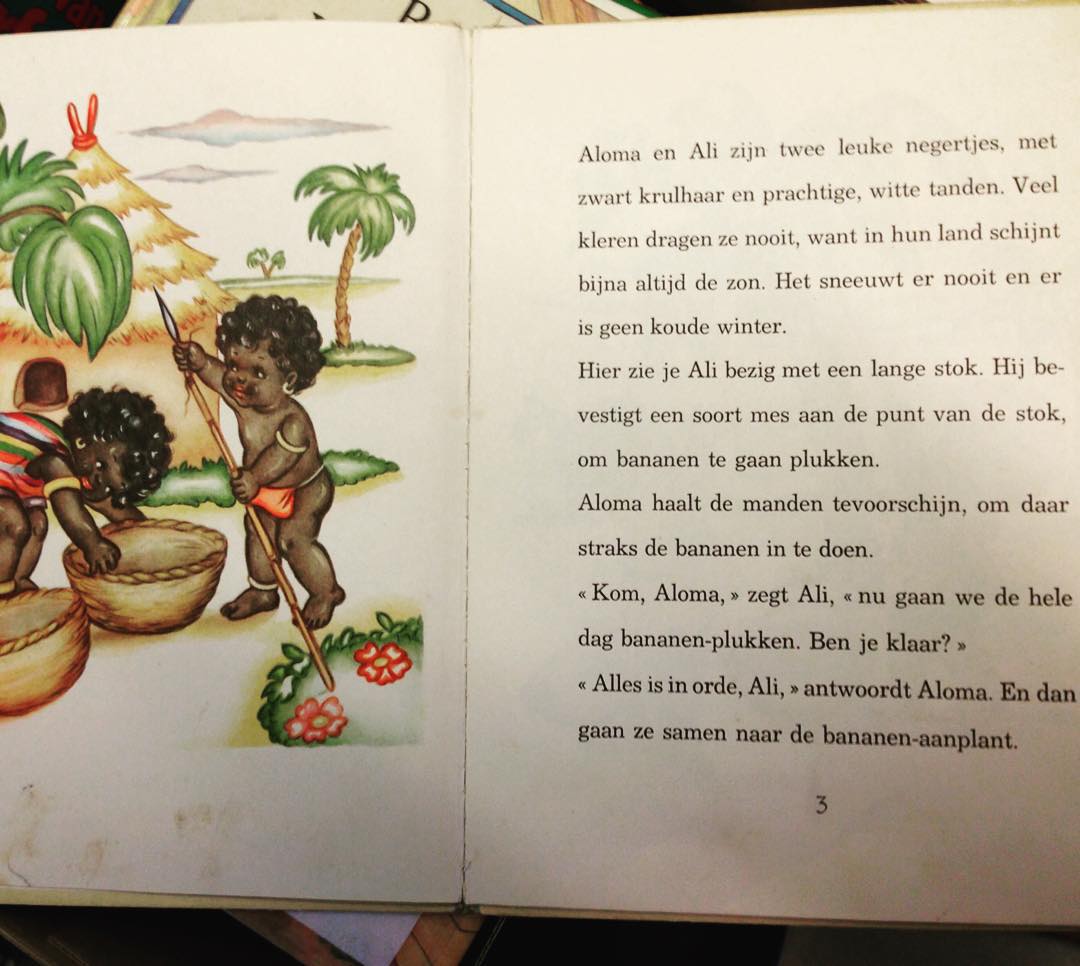 van
R
Aloma en Ali zijn twee leuke negertjes, met
zwart krulhaar en prachtige, witte tanden. Veel
kleren dragen ze nooit, want in hun land schijnt
bijna altijd de zon. Het sneeuwt er nooit en er
is geen koude winter.
Hier zie je Ali bezig met een lange stok. Hij be-
vestigt een soort mes aan de punt van de stok,
om bananen te gaan plukken.
Aloma haalt de manden tevoorschijn, om daar
straks de bananen in te doen.
« Kom, Aloma, » zegt Ali, « nu gaan we de hele
dag bananen-plukken. Ben je klaar? »
« Alles is in orde, Ali, » antwoordt Aloma. En dan
gaan ze samen naar de bananen-aanplant.
3